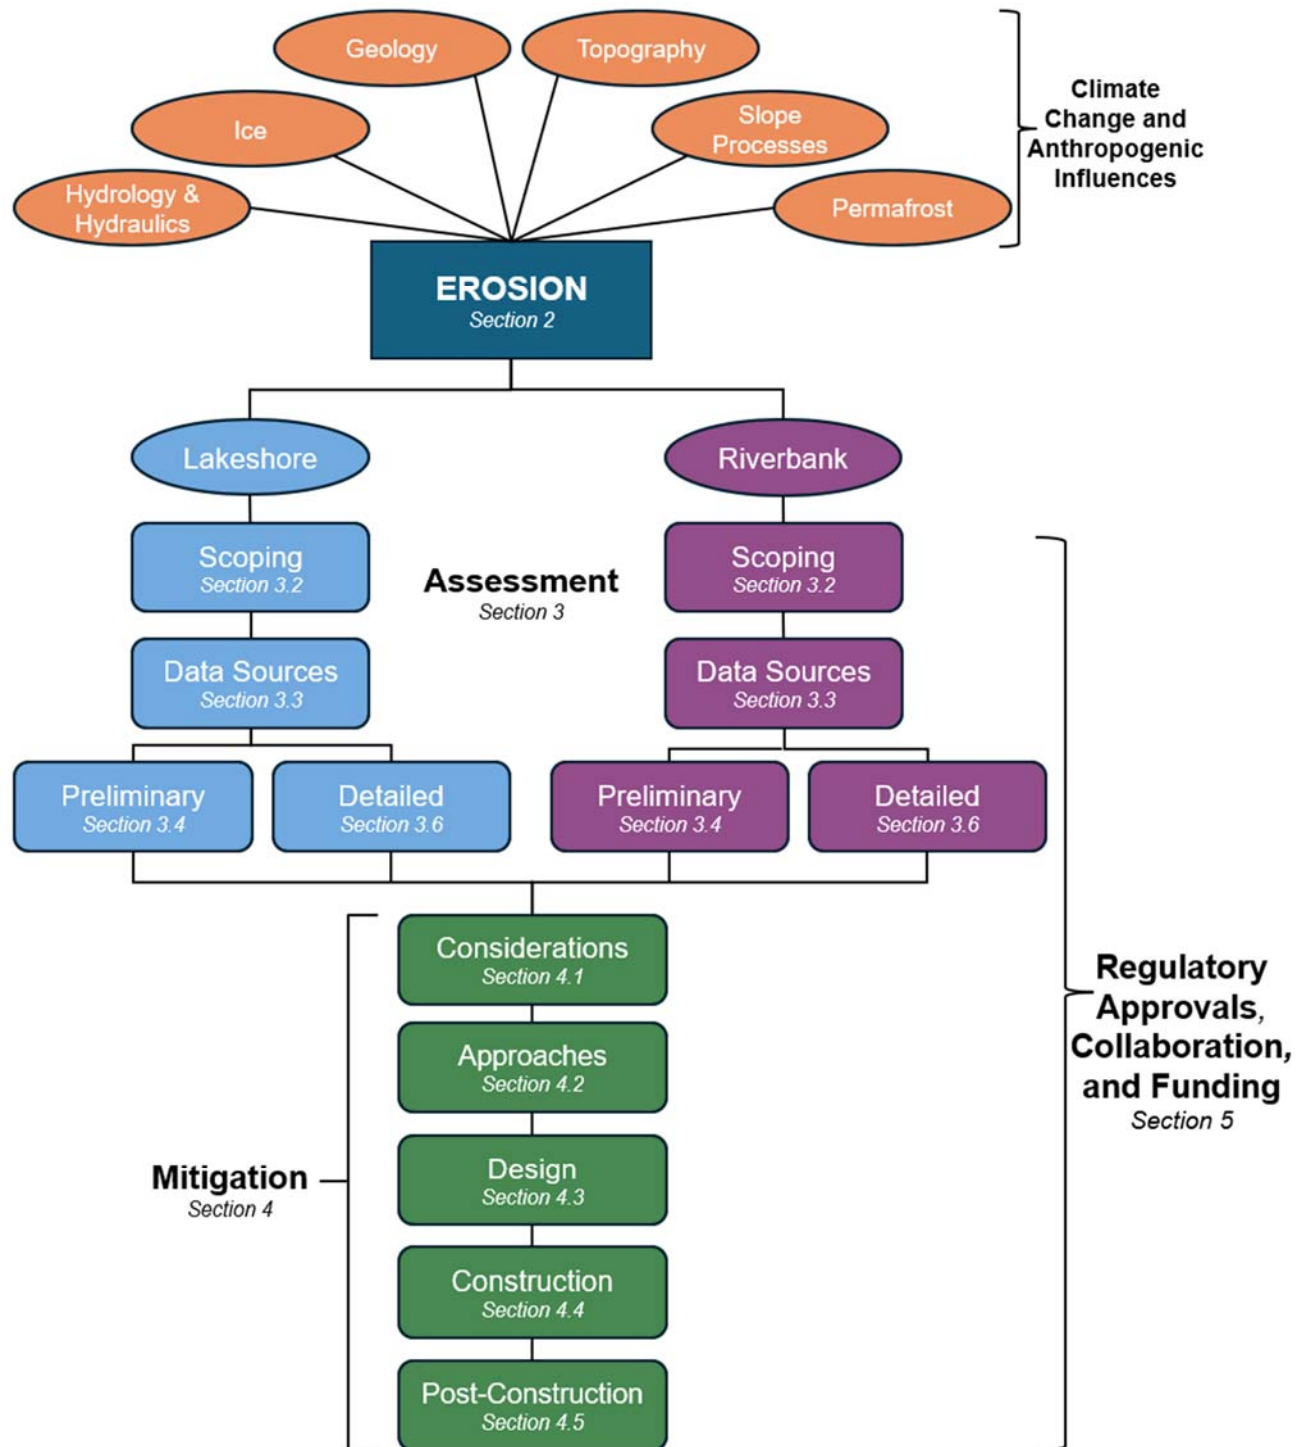 Geology
Topography
Climate
Change and
Anthropogenic
Influences
Ice
Slope
Processes
Hydrology &
Hydraulics
Permafrost
EROSION
Section 2
Lakeshore
Riverbank
Scoping
Section 3.2
Assessment
Section 3
Scoping
Section 3.2
Data Sources
Section 3.3
Data Sources
Section 3.3
Preliminary
Section 3.4
Detailed
Section 3.6
Preliminary
Section 3.4
Detailed
Section 3.6
Considerations
Section 4.1
Regulatory
Approvals,
Collaboration,
and Funding
Section 5
Approaches
Section 4.2
Mitigation
Section 4
Design
Section 4.3
Construction
Section 4.4
Post-Construction
Section 4.5